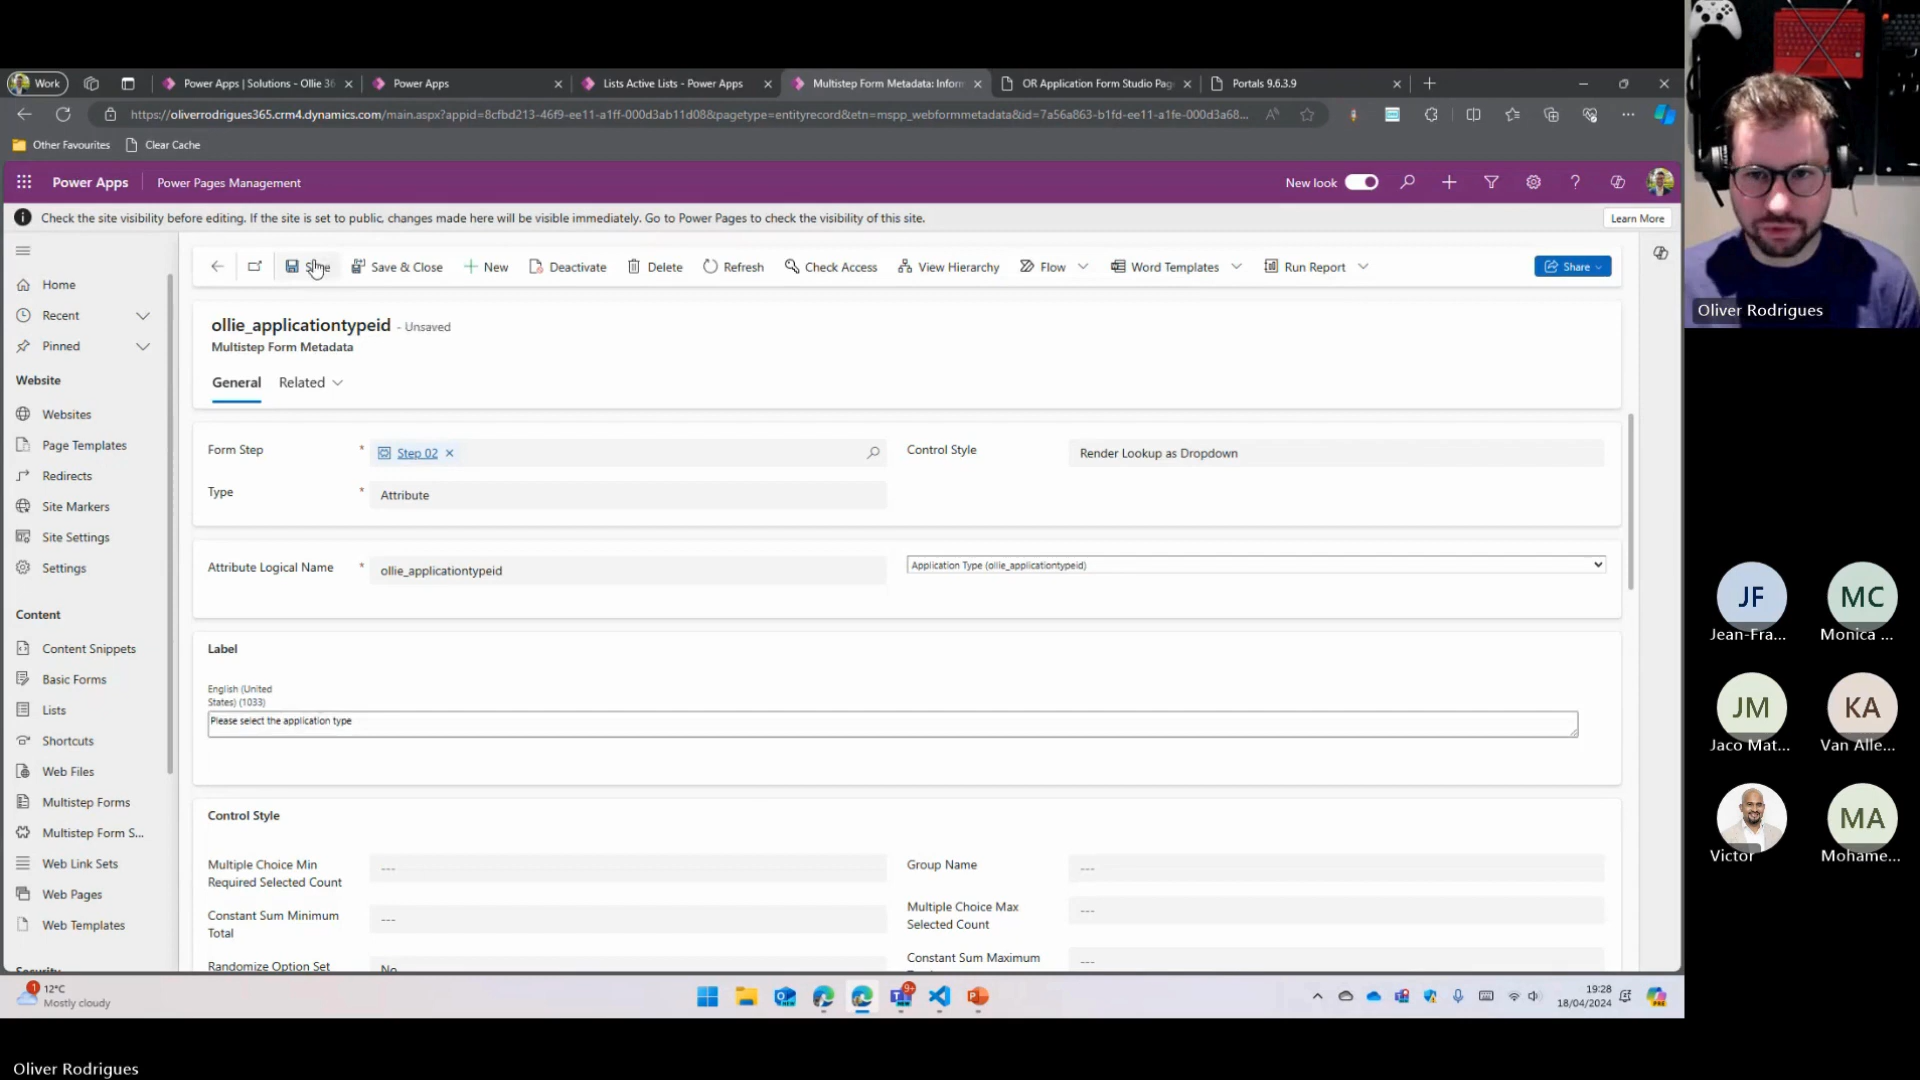 Work
Power Apps | Solutions - Ollie 36
Power Apps
Lists Active Lists - Power Apps
Multistep Form Metadata: Inforn
OR Application Form Studio Pag
Portals 9.6.3.9
https://oliverrodrigues365.crm4.dynamics.com/main.aspx?appid=8cfbd213-46f9-ee11-a1ff-000d3ab11d08&pagetype=entityrecord&etn=mspp_webformmetadata&id=7a56a863-b1fd-ee11-a1fe-000d3a68...
Other Favourites
Clear Cache
Power Apps
Power Pages Management
New look
Check the site visibility before editing. If the site is set to public, changes made here will be visible immediately. Go to Power Pages to check the visibility of this site.
Learn More
Save & Close
New
Deactivate
Delete
Refresh
Check Access
View Hierarchy
Flow
Word Templates
Run Report
Share
Home
Recent
Pinned
Website
Websites
Page Templates
Redirects
Site Markers
Site Settings
Settings
Content
Content Snippets
Basic Forms
Lists
Shortcuts
Web Files
Multistep Forms
Multistep Form S...
Web Link Sets
Web Pages
Web Templates
Security
ollie_applicationtypeid - Unsaved
Multistep Form Metadata
General
Related
Form Step *
Step 02
Control Style
Render Lookup as Dropdown
Type *
Attribute
Attribute Logical Name *
ollie_applicationtypeid
Application Type (ollie_applicationtypeid)
Label
English (United
States) (1033)
Please select the application type
Control Style
Multiple Choice Min
Required Selected Count
---
Group Name
---
Constant Sum Minimum
Total
---
Multiple Choice Max
Selected Count
---
Randomize Option Set
No
Constant Sum Maximum
---
1
12°C
Mostly cloudy
9+
PRE
19:28
18/04/2024
Oliver Rodrigues
JF
Jean-Fra...
MC
Monica ...
JM
Jaco Mat...
KA
Van Alle...
Victor
MA
Mohame...
Oliver Rodrigues